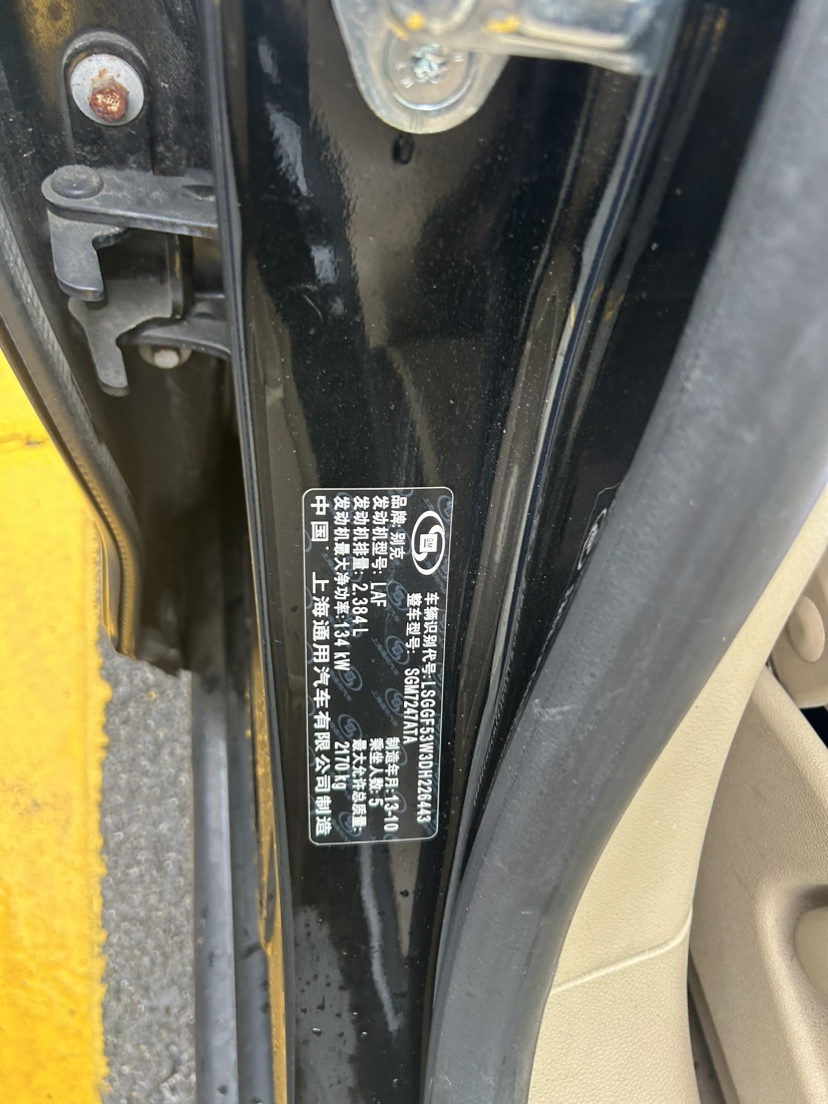 GM
车辆识别代号:LSGGF53W3DH226443
整车型号: SGM7247ATA
品牌: 别克
制造年月:13-10
发动机型号: LAF
乘坐人数:5
发动机排量: 2.384L
最大允许总质量:
发动机最大净功率:134 kW
2170 kg
中国· 上海通用汽车有限公司制造